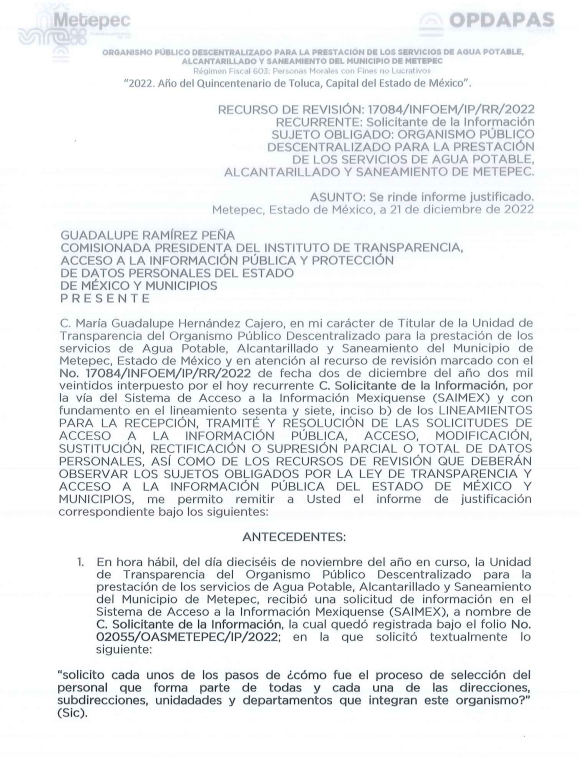 Metepec
OPDAPAS
ORGANISMO PÚBLICO DESCENTRALIZADO PARA LA PRESTACIÓN DE LOS SERVICIOS DE AGUA POTABLE,
ALCANTARILLADO Y SANEAMIENTO DEL MUNICIPIO DE METEPEC
Régimen Fiscal 603: Personas Morales con Fines no Lucrativos
"2022. Año del Quincentenario de Toluca, Capital del Estado de México".
RECURSO DE REVISIÓN: 17084/INFOEM/IP/RR/2022
RECURRENTE: Solicitante de la Información
SUJETO OBLIGADO: ORGANISMO PÚBLICO
DESCENTRALIZADO PARA LA PRESTACIÓN
DE LOS SERVICIOS DE AGUA POTABLE,
ALCANTARILLADO Y SANEAMIENTO DE METEPEC.
ASUNTO: Se rinde informe justificado.
Metepec, Estado de México, a 21 de diciembre de 2022
GUADALUPE RAMÍREZ PEÑA
COMISIONADA PRESIDENTA DEL INSTITUTO DE TRANSPARENCIA,
ACCESO A LA INFORMACIÓN PÚBLICA Y PROTECCIÓN
DE DATOS PERSONALES DEL ESTADO
DE MÉXICO Y MUNICIPIOS
P R E S E N T E
C. María Guadalupe Hernández Cajero, en mi carácter de Titular de la Unidad de
Transparencia del Organismo Público Descentralizado para la prestación de los
servicios de Agua Potable, Alcantarillado y Saneamiento del Municipio de
Metepec, Estado de México y en atención al recurso de revisión marcado con el
No. 17084/INFOEM/IP/RR/2022 de fecha dos de diciembre del año dos mil
veintidos interpuesto por el hoy recurrente C. Solicitante de la Información, por
la vía del Sistema de Acceso a la Información Mexiquense (SAIMEX) y con
fundamento en el lineamiento sesenta y siete, inciso b) de los LINEAMIENTOS
PARA LA RECEPCIÓN, TRAMITÉ Y RESOLUCIÓN DE LAS SOLICITUDES DE
ACCESO A LA INFORMACIÓN PÚBLICA, ACCESO, MODIFICACIÓN,
SUSTITUCIÓN, RECTIFICACIÓN O SUPRESIÓN PARCIAL O TOTAL DE DATOS
PERSONALES, ASÍ COMO DE LOS RECURSOS DE REVISIÓN QUE DEBERÁN
OBSERVAR LOS SUJETOS OBLIGADOS POR LA LEY DE TRANSPARENCIA Y
ACCESO A LA INFORMACIÓN PÚBLICA DEL ESTADO DE MÉXICO Y
MUNICIPIOS, me permito remitir a Usted el informe de justificación
correspondiente bajo los siguientes:
ANTECEDENTES:
1. En hora hábil, del día dieciséis de noviembre del año en curso, la Unidad
de Transparencia del Organismo Público Descentralizado para la
prestación de los servicios de Agua Potable, Alcantarillado y Saneamiento
del Municipio de Metepec, recibió una solicitud de información en el
Sistema de Acceso a la Información Mexiquense (SAIMEX), a nombre de
C. Solicitante de la Información, la cual quedó registrada bajo el folio No.
02055/OASMETEPEC/IP/2022; en la que solicitó textualmente lo
siguiente:
"solicito cada unos de los pasos de ¿cómo fue el proceso de selección del
personal que forma parte de todas y cada una de las direcciones,
subdirecciones, unidadades y departamentos que integran este organismo?"
(Sic).